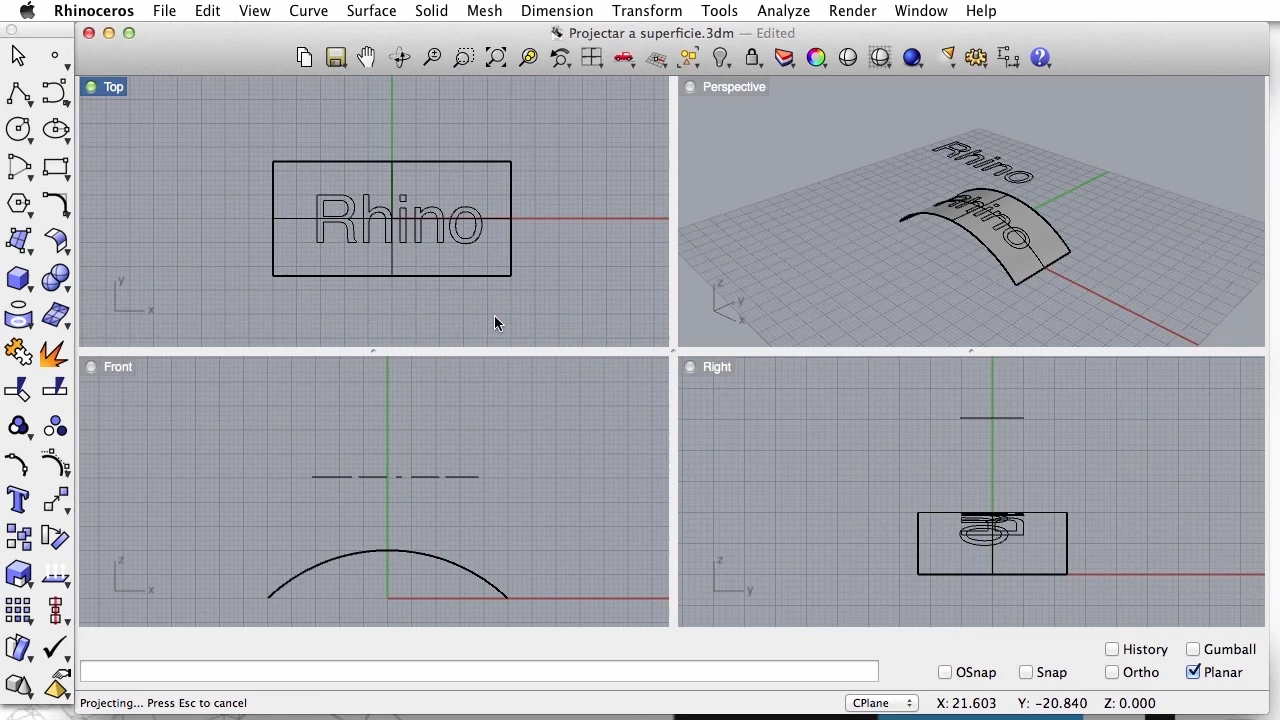 Rhinoceros File Edit View Curve Surface Solid Mesh Dimension Transformation Tools Analyze Render Window Help
Projectar a superficie.3dm — Edited
Top
Perspective
Rhino
Rhino
Rhino
y
x
z
y
x
Front
Right
z
x
z
y
History Gumball
OSnap Snap Ortho Planar
Projecting... Press Esc to cancel
CPlane X: 21.603 Y: -20.840 Z: 0.000